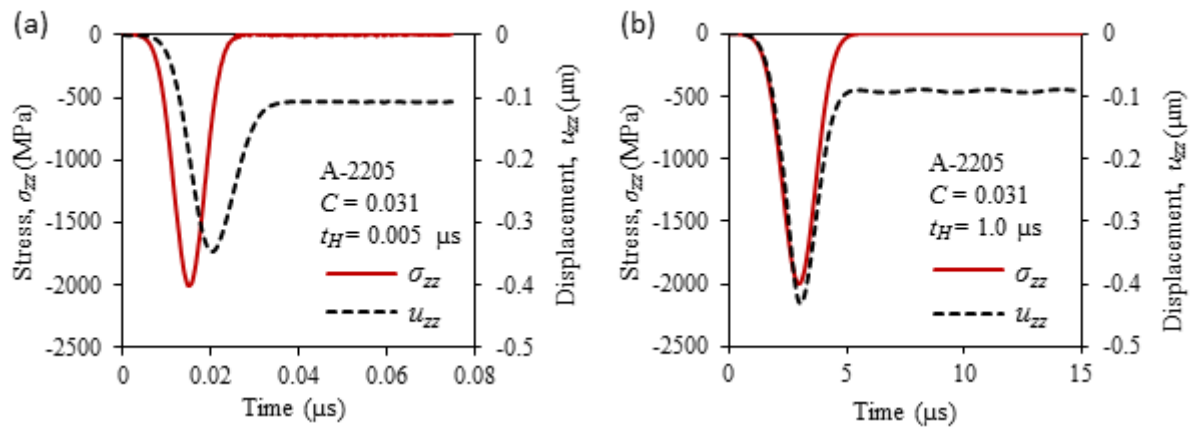 (a)
0
-500
-1000
-1500
-2000
-2500
Stress, σzz (MPa)
0
-0.1
-0.2
-0.3
-0.4
-0.5
Displacement, uzz (μm)
A-2205
C = 0.031
tH = 0.005 μs
σzz
uzz
0 0.02 0.04 0.06 0.08
Time (μs)
(b)
0
-500
-1000
-1500
-2000
-2500
Stress, σzz (MPa)
0
-0.1
-0.2
-0.3
-0.4
-0.5
Displacement, uzz (μm)
A-2205
C = 0.031
tH = 1.0 μs
σzz
uzz
0 5 10 15
Time (μs)